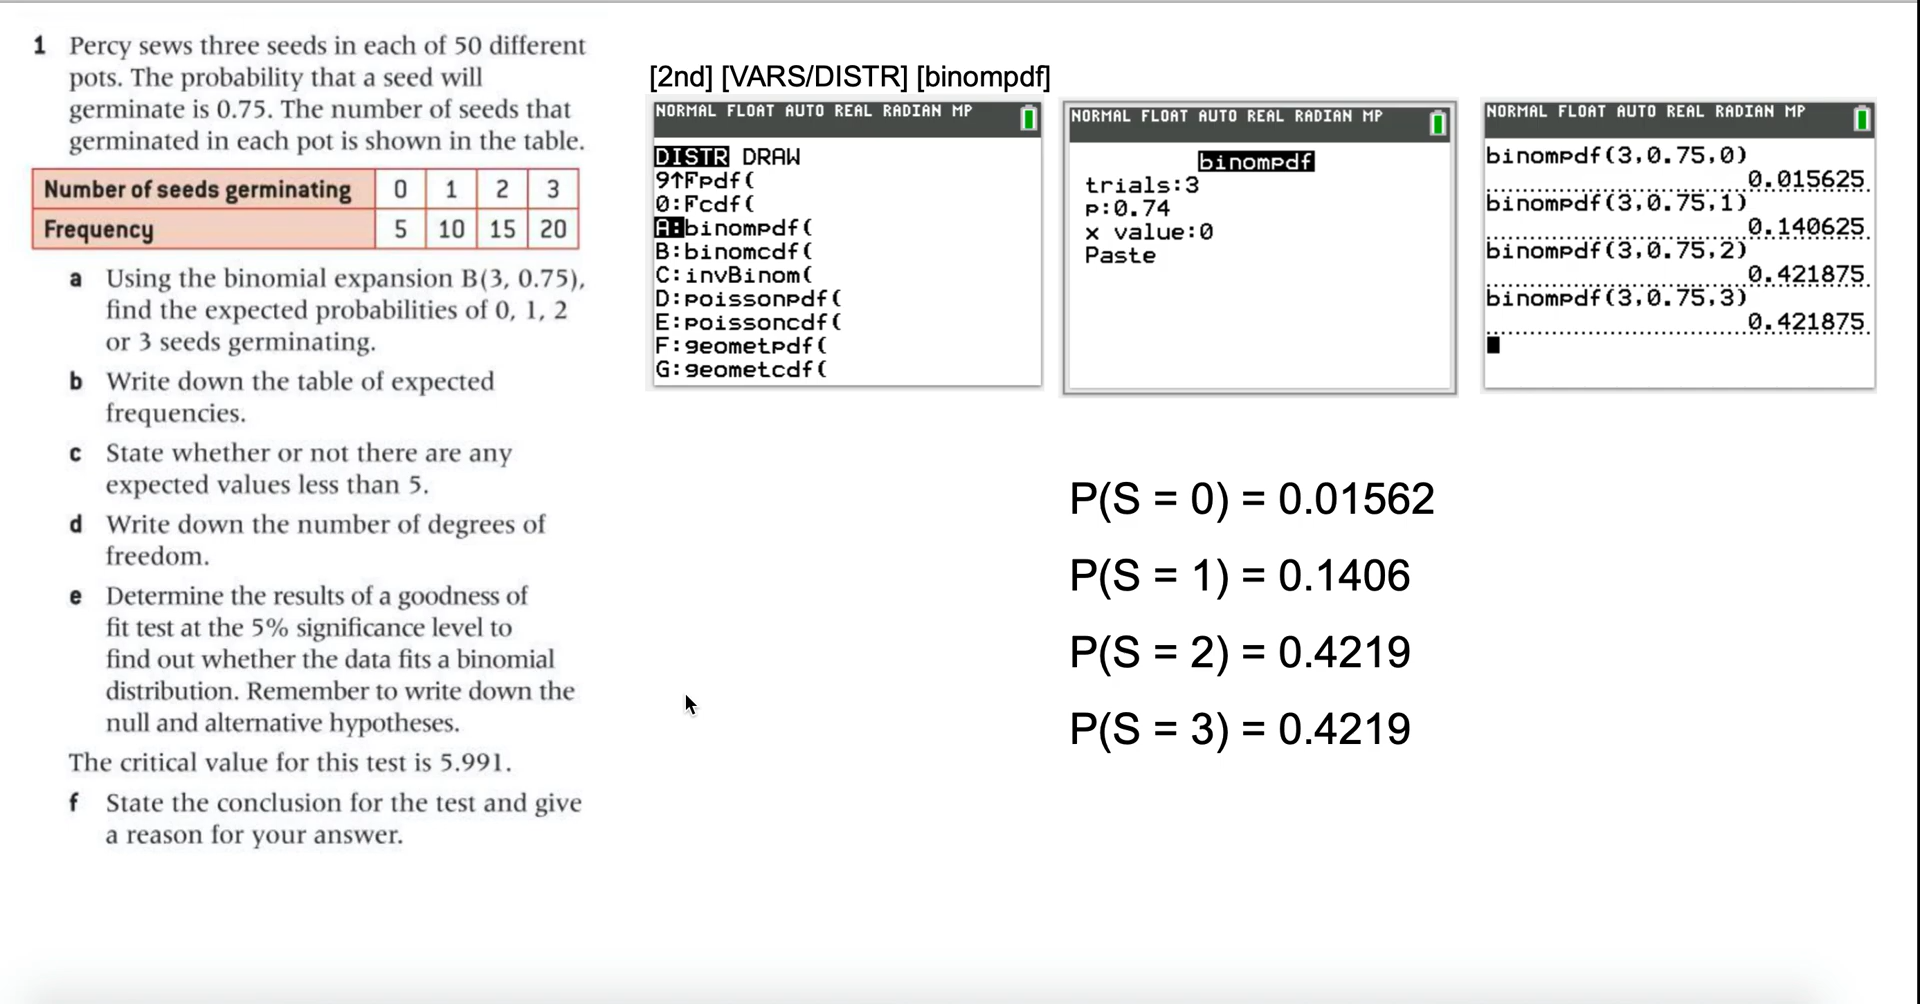 1 Percy sews three seeds in each of 50 different
pots. The probability that a seed will
germinate is 0.75. The number of seeds that
germinated in each pot is shown in the table.
Number of seeds germinating 0 1 2 3
Frequency 5 10 15 20
a Using the binomial expansion B(3, 0.75),
find the expected probabilities of 0, 1, 2
or 3 seeds germinating.
b Write down the table of expected
frequencies.
c State whether or not there are any
expected values less than 5.
d Write down the number of degrees of
freedom.
e Determine the results of a goodness of
fit test at the 5% significance level to
find out whether the data fits a binomial
distribution. Remember to write down the
null and alternative hypotheses.
The critical value for this test is 5.991.
f State the conclusion for the test and give
a reason for your answer.
[2nd] [VARS/DISTR] [binompdf]
NORMAL FLOAT AUTO REAL RADIAN MP
DISTR DRAW
9↑Fpdf(
0:Fcdf(
A:binompdf(
B:binomcdf(
C:invBinom(
D:poissonpdf(
E:poissoncdf(
F:geometpdf(
G:geometcdf(
NORMAL FLOAT AUTO REAL RADIAN MP
binompdf
trials:3
p:0.74
x value:0
Paste
NORMAL FLOAT AUTO REAL RADIAN MP
binompdf(3,0.75,0)
0.015625
binompdf(3,0.75,1)
0.140625
binompdf(3,0.75,2)
0.421875
binompdf(3,0.75,3)
0.421875
P(S = 0) = 0.01562
P(S = 1) = 0.1406
P(S = 2) = 0.4219
P(S = 3) = 0.4219